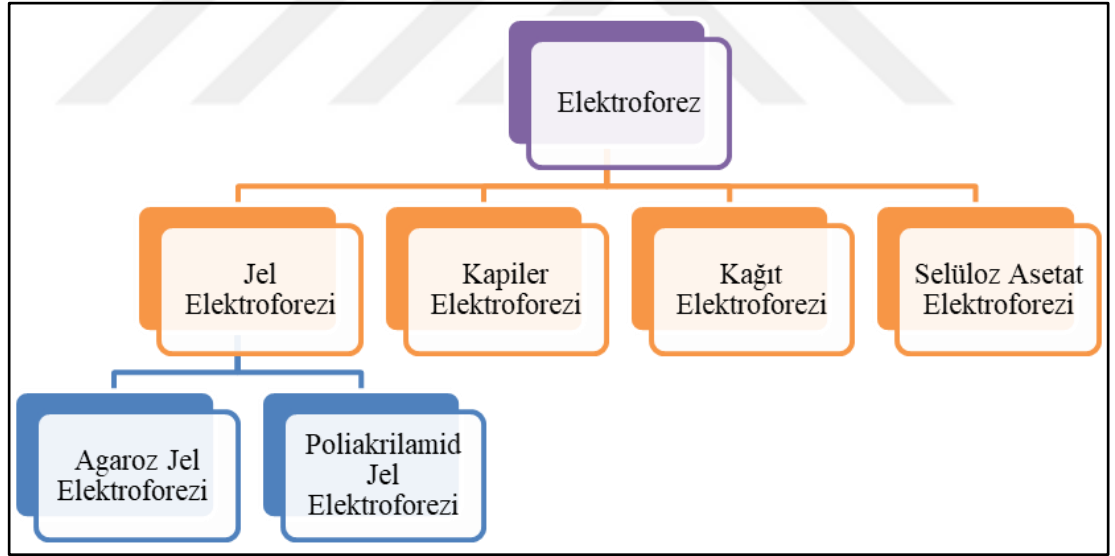 Elektroforez
Jel
Elektroforezi
Kapiler
Elektroforezi
Kağıt
Elektroforezi
Selüloz Asetat
Elektroforezi
Agaroz Jel
Elektroforezi
Poliakrilamid
Jel
Elektroforezi